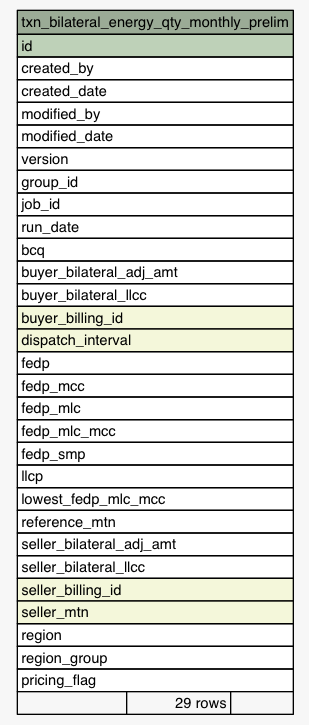 txn_bilateral_energy_qty_monthly_prelim
id
created_by
created_date
modified_by
modified_date
version
group_id
job_id
run_date
bcq
buyer_bilateral_adj_amt
buyer_bilateral_llcc
buyer_billing_id
dispatch_interval
fedp
fedp_mcc
fedp_mlc
fedp_mlc_mcc
fedp_smp
llcp
lowest_fedp_mlc_mcc
reference_mtn
seller_bilateral_adj_amt
seller_bilateral_llcc
seller_billing_id
seller_mtn
region
region_group
pricing_flag
29 rows